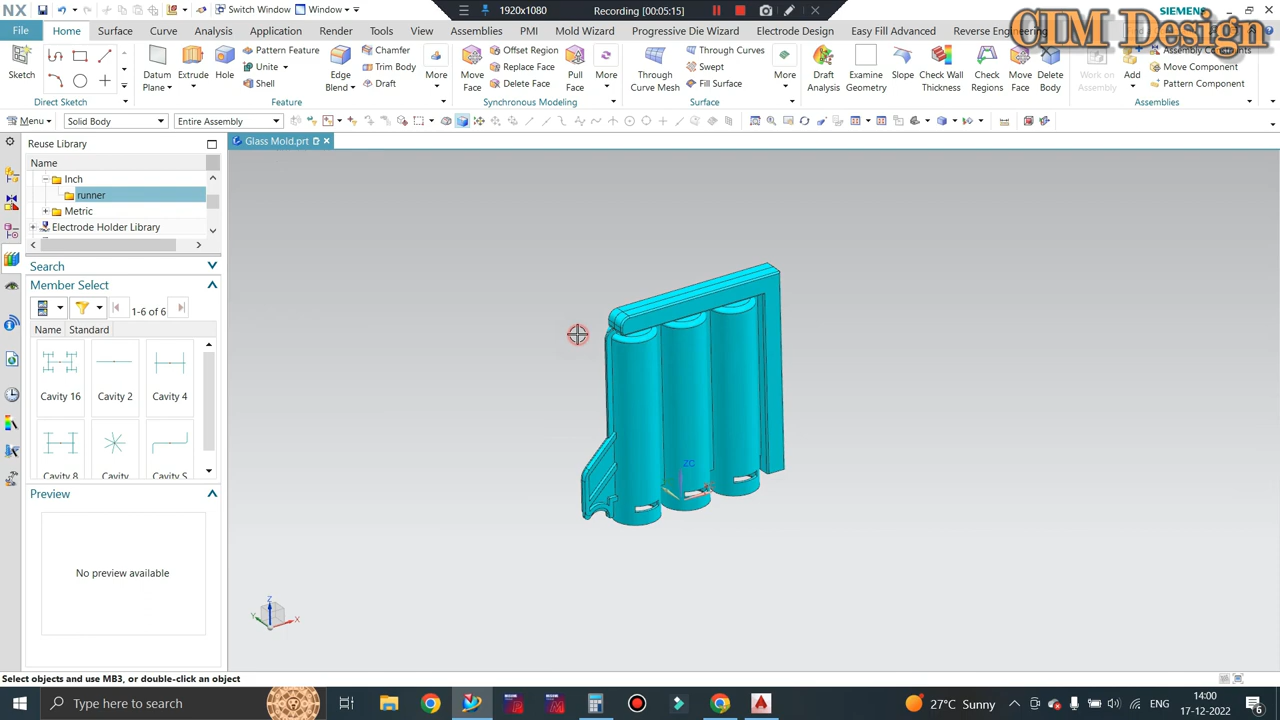 NX Switch Window Window 1920x1080 Recording [00:05:15] SIEMENS
CIM Design
File Home Surface Curve Analysis Application Render Tools View Assemblies PMI Mold Wizard Progressive Die Wizard Electrode Design Easy Fill Advanced Reverse Engineering
Pattern Feature Chamfer Offset Region Through Curves
Unite Trim Body Replace Face Swept Move Component
Shell Draft Delete Face Fill Surface Pattern Component
Sketch Datum Plane Extrude Hole Edge Blend More Move Face Pull Face More Through Curve Mesh More Draft Analysis Examine Geometry Slope Check Wall Thickness Check Regions Move Face Delete Body Work on Assembly Add
Direct Sketch Feature Synchronous Modeling Surface Assemblies
Menu Solid Body Entire Assembly
Reuse Library Glass Mold.prt
Name
Inch
runner
Metric
Electrode Holder Library
Search
Member Select
1-6 of 6
Name Standard
Cavity 16 Cavity 2 Cavity 4
Cavity 8 Cavity Cavity S
Preview
No preview available
ZC
Z
Y X
Select objects and use MB3, or double-click an object
Type here to search 27°C Sunny 14:00
17-12-2022
6